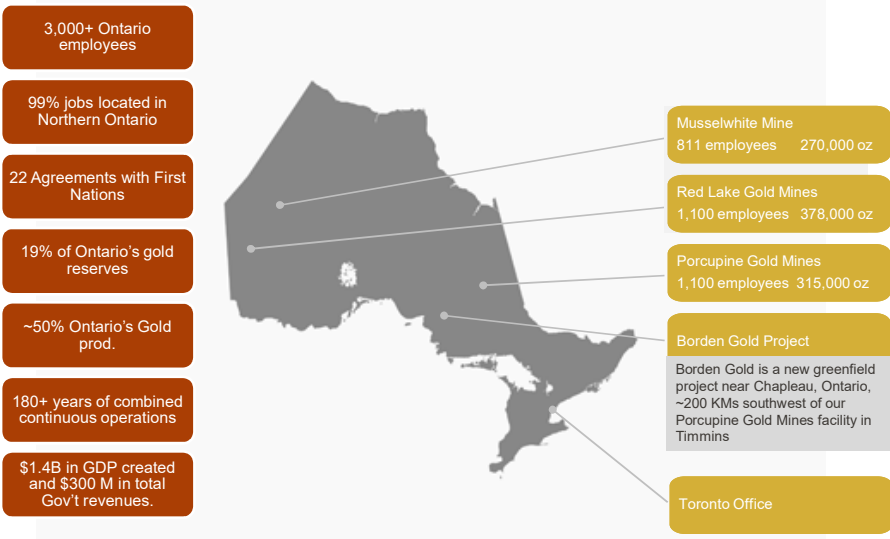 3,000+ Ontario
employees
99% jobs located in
Northern Ontario
22 Agreements with First
Nations
19% of Ontario's gold
reserves
~50% Ontario's Gold
prod.
180+ years of combined
continuous operations
$1.4B in GDP created
and $300 M in total
Gov't revenues.
Musselwhite Mine
811 employees 270,000 oz
Red Lake Gold Mines
1,100 employees 378,000 oz
Porcupine Gold Mines
1,100 employees 315,000 oz
Borden Gold Project
Borden Gold is a new greenfield
project near Chapleau, Ontario,
~200 KMs southwest of our
Porcupine Gold Mines facility in
Timmins
Toronto Office